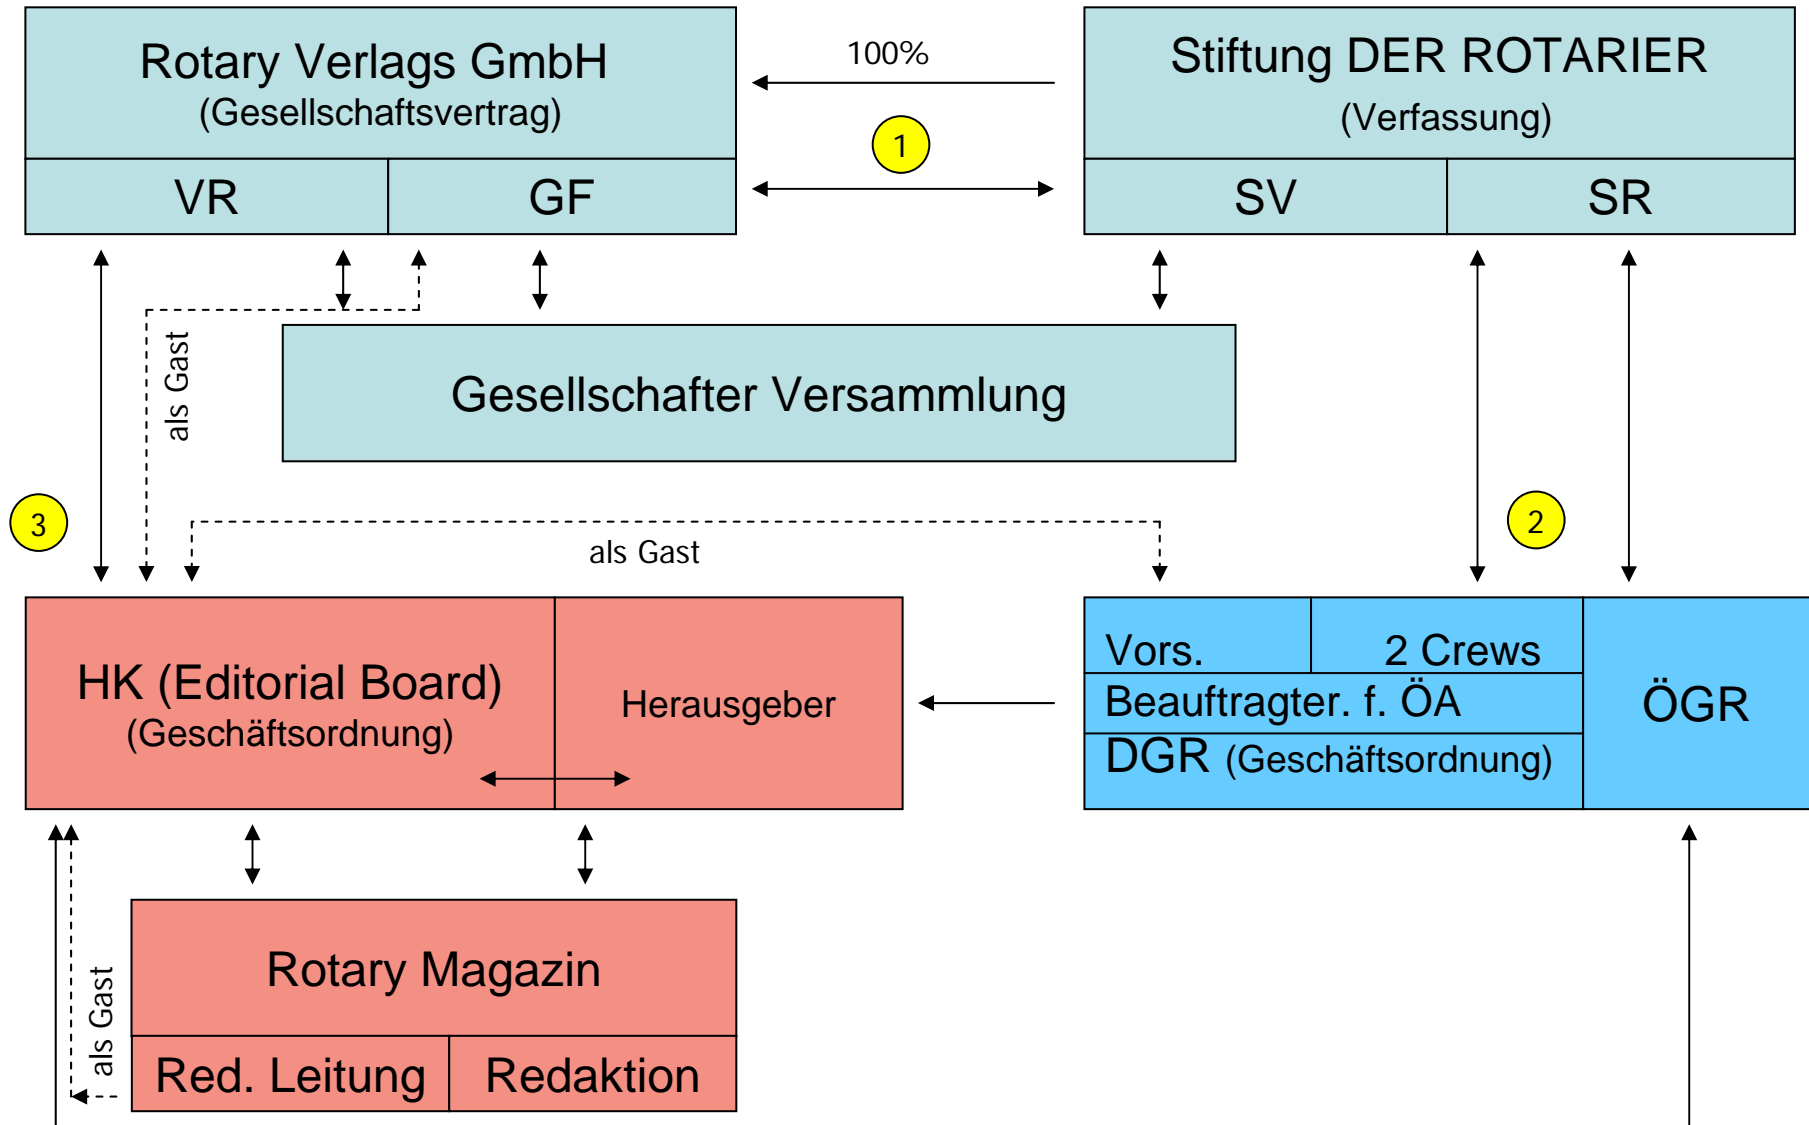 Rotary Verlags GmbH
(Gesellschaftsvertrag)
VR
GF
100%
1
Stiftung DER ROTARIER
(Verfassung)
SV
SR
als Gast
Gesellschafter Versammlung
3
als Gast
2
HK (Editorial Board)
(Geschäftsordnung)
Herausgeber
Vors.
2 Crews
Beauftragter. f. ÖA
DGR (Geschäftsordnung)
ÖGR
als Gast
Rotary Magazin
Red. Leitung
Redaktion